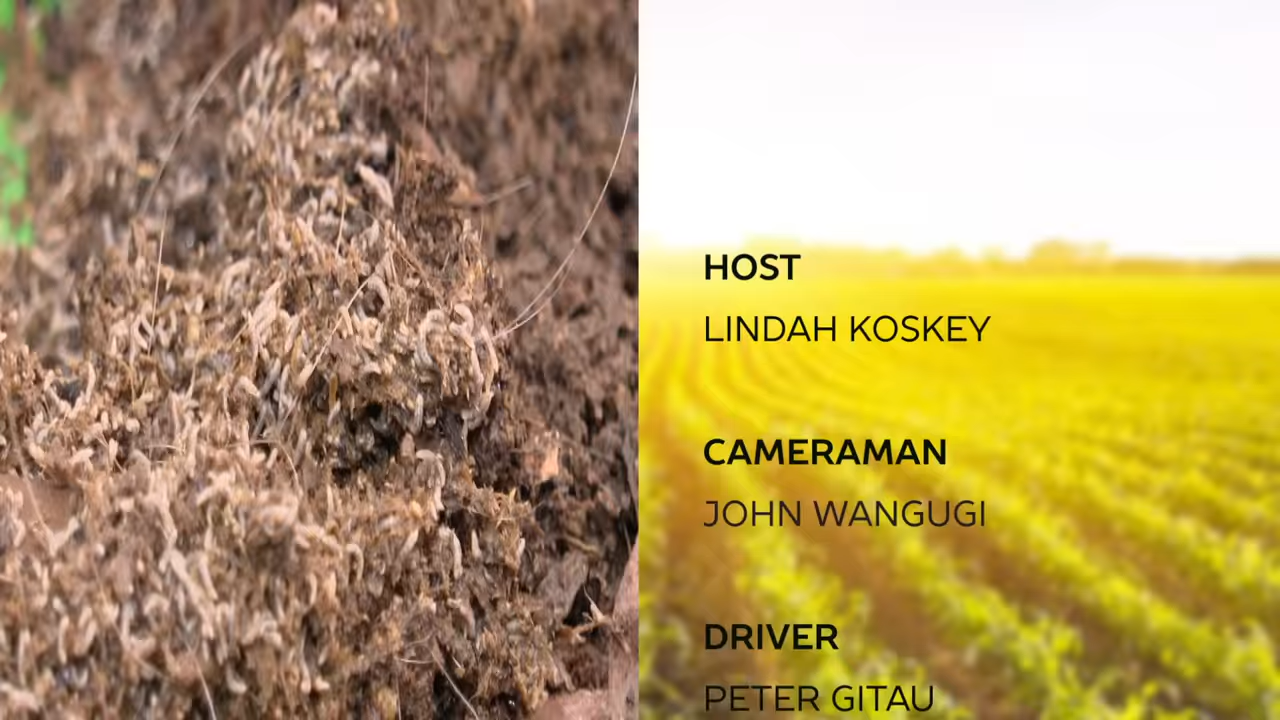 HOST
LINDAH KOSKEY
CAMERAMAN
JOHN WANGUGI
DRIVER
PETER GITAU